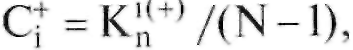 C_i^+ = K_n^{i(+)} /(N – 1),